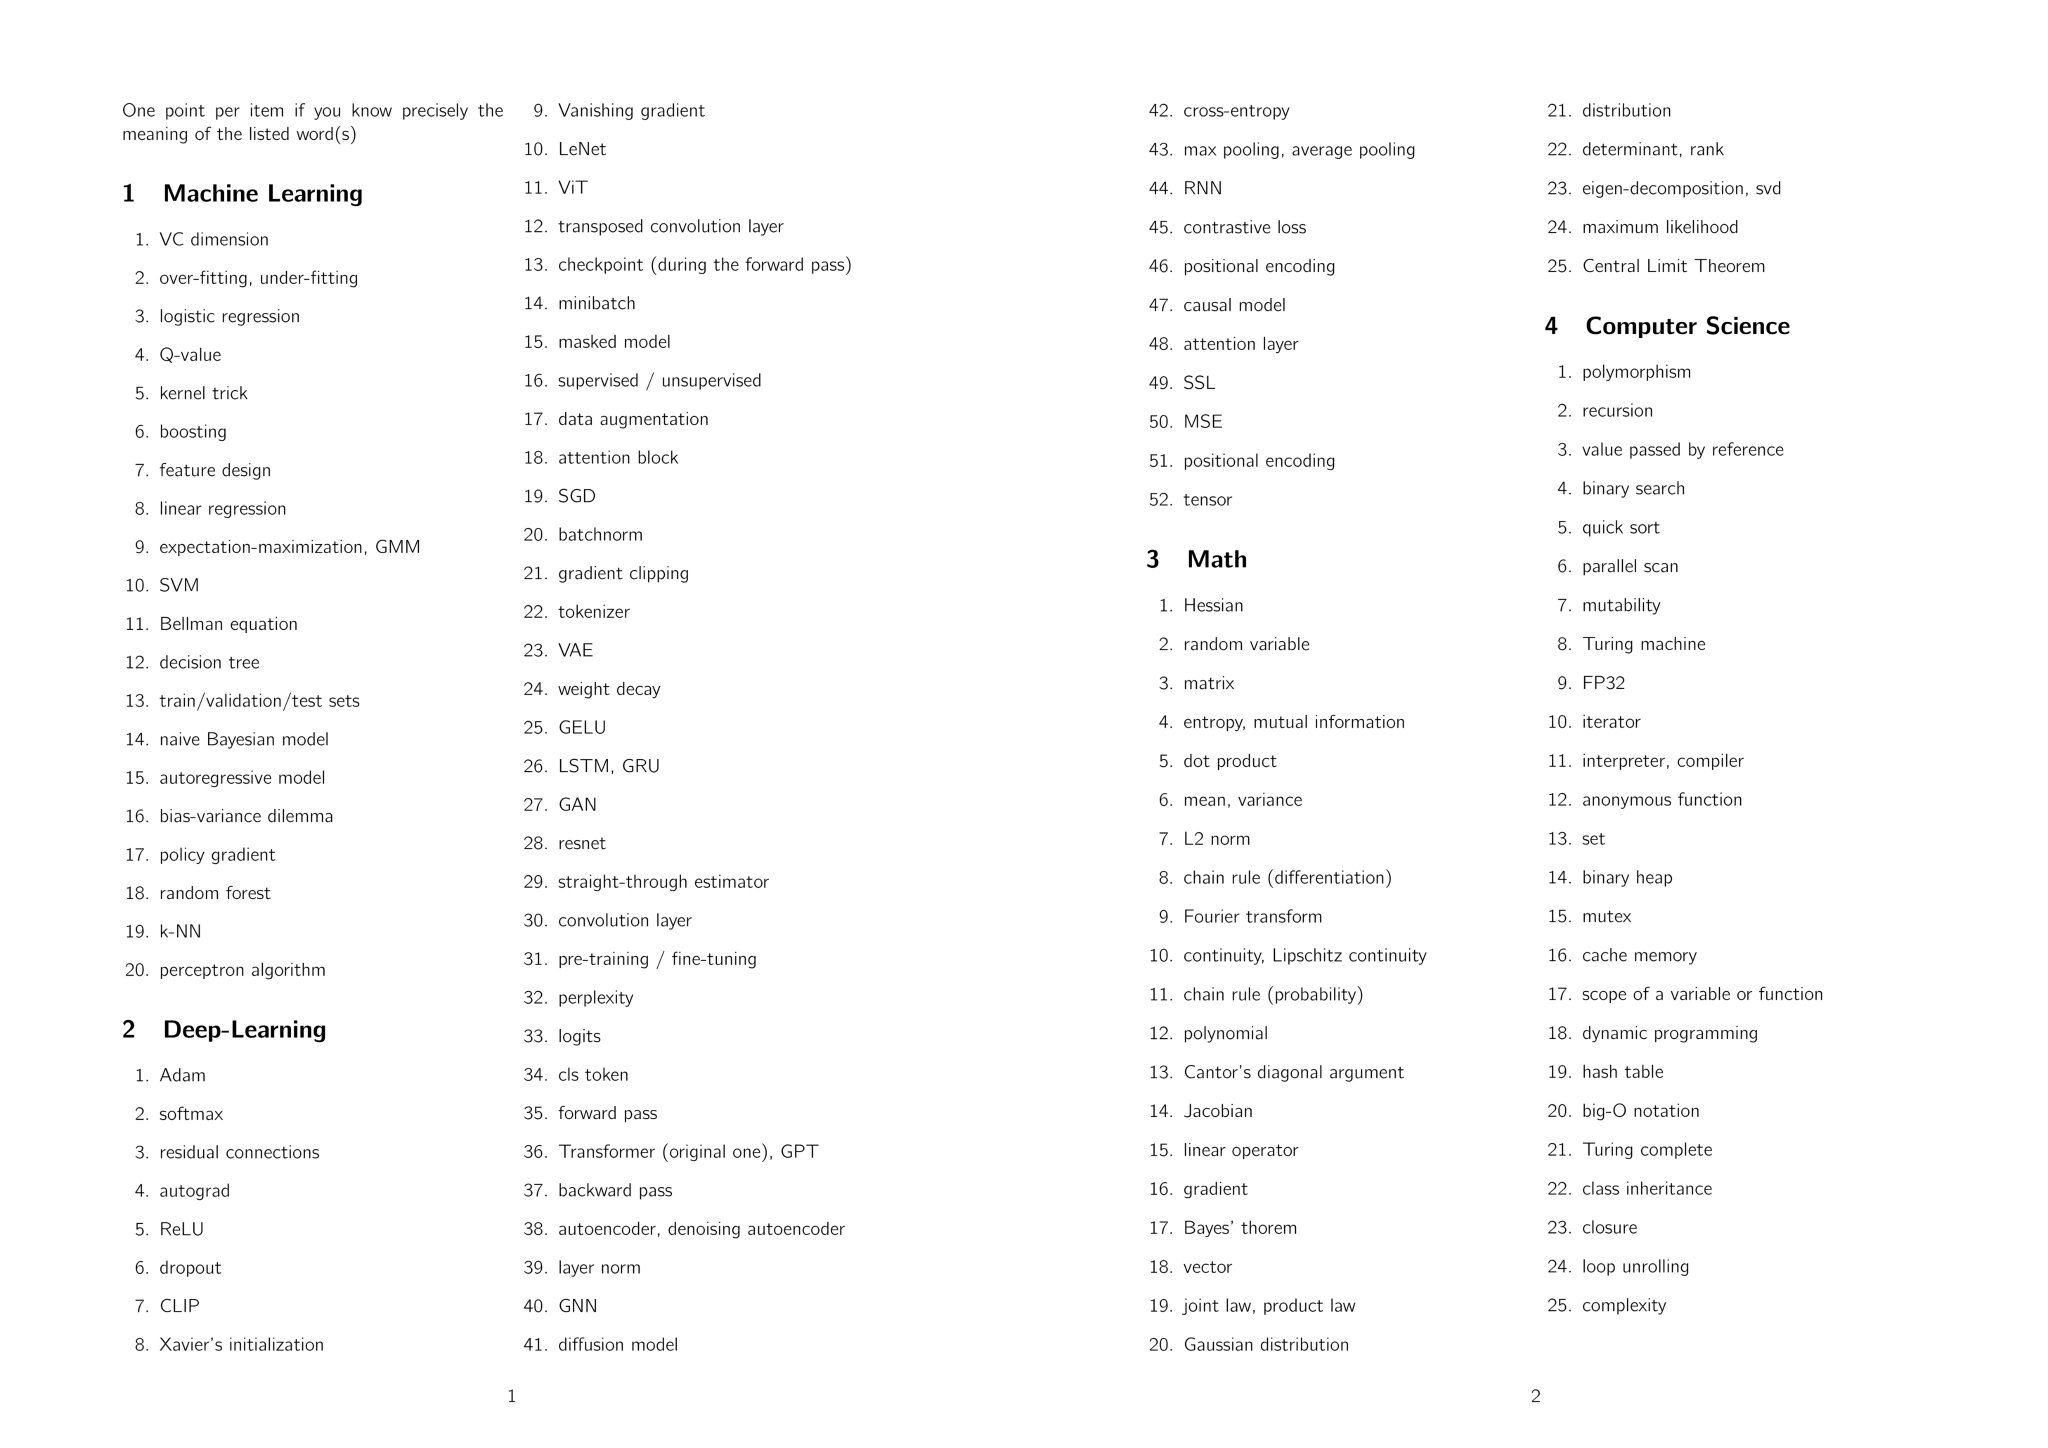 One point per item if you know precisely the
meaning of the listed word(s)
1 Machine Learning
1. VC dimension
2. over-fitting, under-fitting
3. logistic regression
4. Q-value
5. kernel trick
6. boosting
7. feature design
8. linear regression
9. expectation-maximization, GMM
10. SVM
11. Bellman equation
12. decision tree
13. train/validation/test sets
14. naive Bayesian model
15. autoregressive model
16. bias-variance dilemma
17. policy gradient
18. random forest
19. k-NN
20. perceptron algorithm
2 Deep-Learning
1. Adam
2. softmax
3. residual connections
4. autograd
5. ReLU
6. dropout
7. CLIP
8. Xavier's initialization
9. Vanishing gradient
10. LeNet
11. ViT
12. transposed convolution layer
13. checkpoint (during the forward pass)
14. minibatch
15. masked model
16. supervised / unsupervised
17. data augmentation
18. attention block
19. SGD
20. batchnorm
21. gradient clipping
22. tokenizer
23. VAE
24. weight decay
25. GELU
26. LSTM, GRU
27. GAN
28. resnet
29. straight-through estimator
30. convolution layer
31. pre-training / fine-tuning
32. perplexity
33. logits
34. cls token
35. forward pass
36. Transformer (original one), GPT
37. backward pass
38. autoencoder, denoising autoencoder
39. layer norm
40. GNN
41. diffusion model
1
42. cross-entropy
43. max pooling, average pooling
44. RNN
45. contrastive loss
46. positional encoding
47. causal model
48. attention layer
49. SSL
50. MSE
51. positional encoding
52. tensor
3 Math
1. Hessian
2. random variable
3. matrix
4. entropy, mutual information
5. dot product
6. mean, variance
7. L2 norm
8. chain rule (differentiation)
9. Fourier transform
10. continuity, Lipschitz continuity
11. chain rule (probability)
12. polynomial
13. Cantor's diagonal argument
14. Jacobian
15. linear operator
16. gradient
17. Bayes' thorem
18. vector
19. joint law, product law
20. Gaussian distribution
21. distribution
22. determinant, rank
23. eigen-decomposition, svd
24. maximum likelihood
25. Central Limit Theorem
4 Computer Science
1. polymorphism
2. recursion
3. value passed by reference
4. binary search
5. quick sort
6. parallel scan
7. mutability
8. Turing machine
9. FP32
10. iterator
11. interpreter, compiler
12. anonymous function
13. set
14. binary heap
15. mutex
16. cache memory
17. scope of a variable or function
18. dynamic programming
19. hash table
20. big-O notation
21. Turing complete
22. class inheritance
23. closure
24. loop unrolling
25. complexity
2